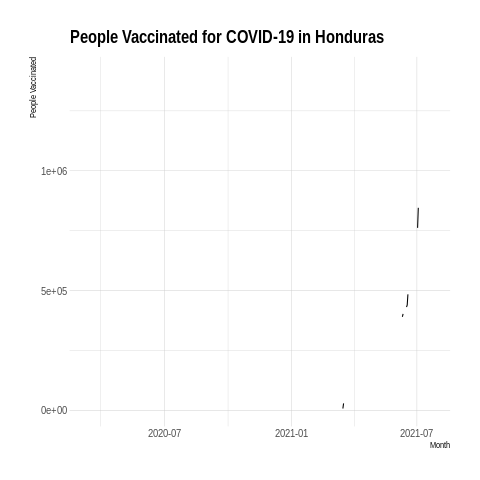 People Vaccinated for COVID-19 in Honduras
People Vaccinated
1e+06
5e+05
0e+00
2020-07
2021-01
2021-07
Month